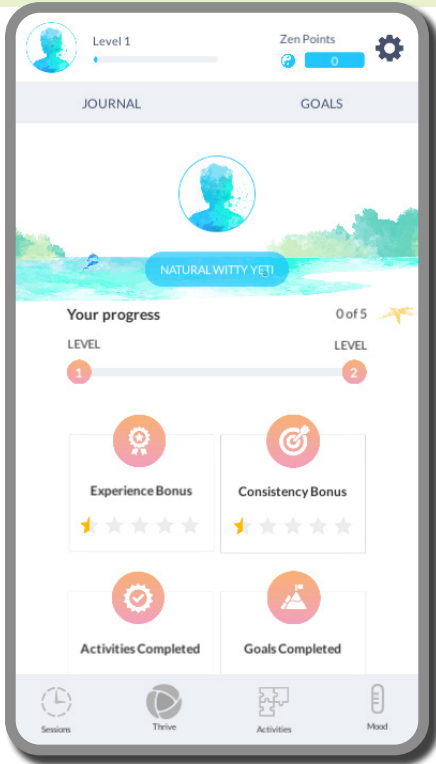 Level 1
Zen Points
0
JOURNAL GOALS
NATURAL WITTY YETI
Your progress 0 of 5
LEVEL LEVEL
1 2
Experience Bonus Consistency Bonus
Activities Completed Goals Completed
Sessions Thrive Activities Mood